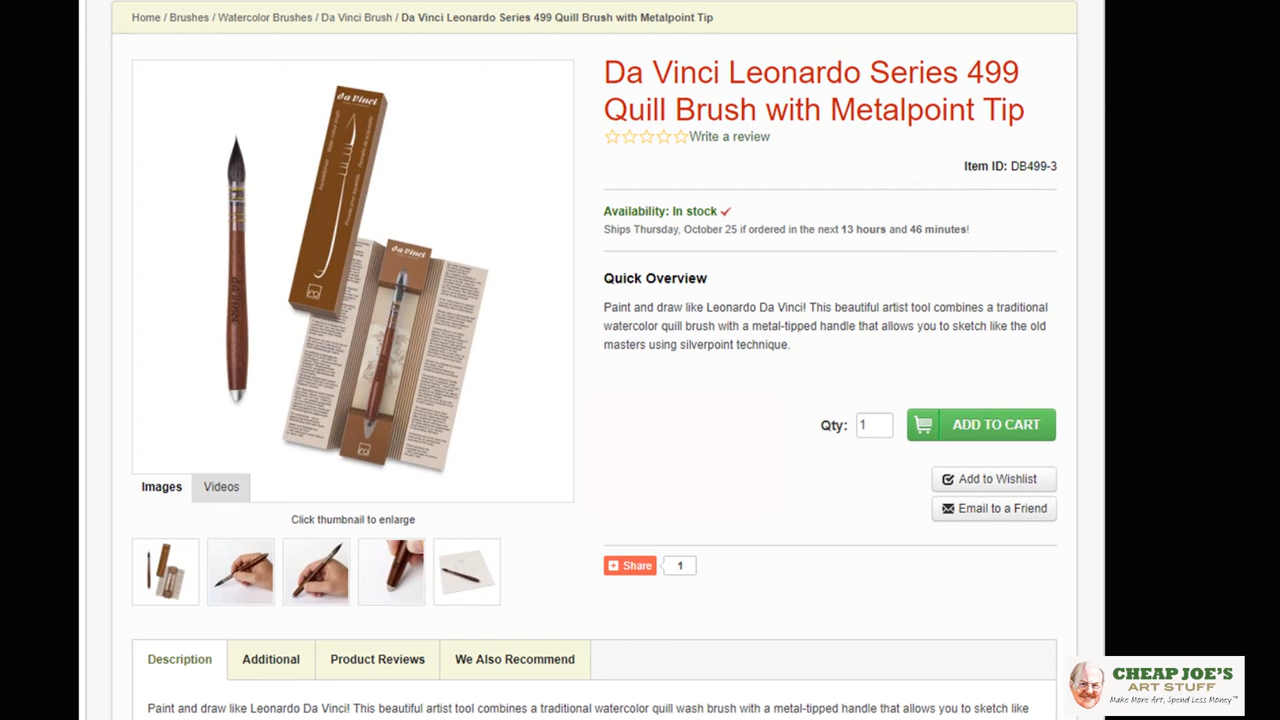 Home / Brushes / Watercolor Brushes / Da Vinci Brush / Da Vinci Leonardo Series 499 Quill Brush with Metalpoint Tip
da Vinci
da Vinci
Da Vinci Leonardo Series 499
Quill Brush with Metalpoint Tip
Write a review
Item ID: DB499-3
Availability: In stock
Ships Thursday, October 25 if ordered in the next 13 hours and 46 minutes!
Quick Overview
Paint and draw like Leonardo Da Vinci! This beautiful artist tool combines a traditional
watercolor quill brush with a metal-tipped handle that allows you to sketch like the old
masters using silverpoint technique.
Qty: 1 ADD TO CART
Add to Wishlist
Email to a Friend
Images Videos
Click thumbnail to enlarge
Share 1
Description Additional Product Reviews We Also Recommend
Paint and draw like Leonardo Da Vinci! This beautiful artist tool combines a traditional watercolor quill wash brush with a metal-tipped handle that allows you to sketch like
CHEAP JOE'S
ART STUFF
Make More Art, Spend Less Money™